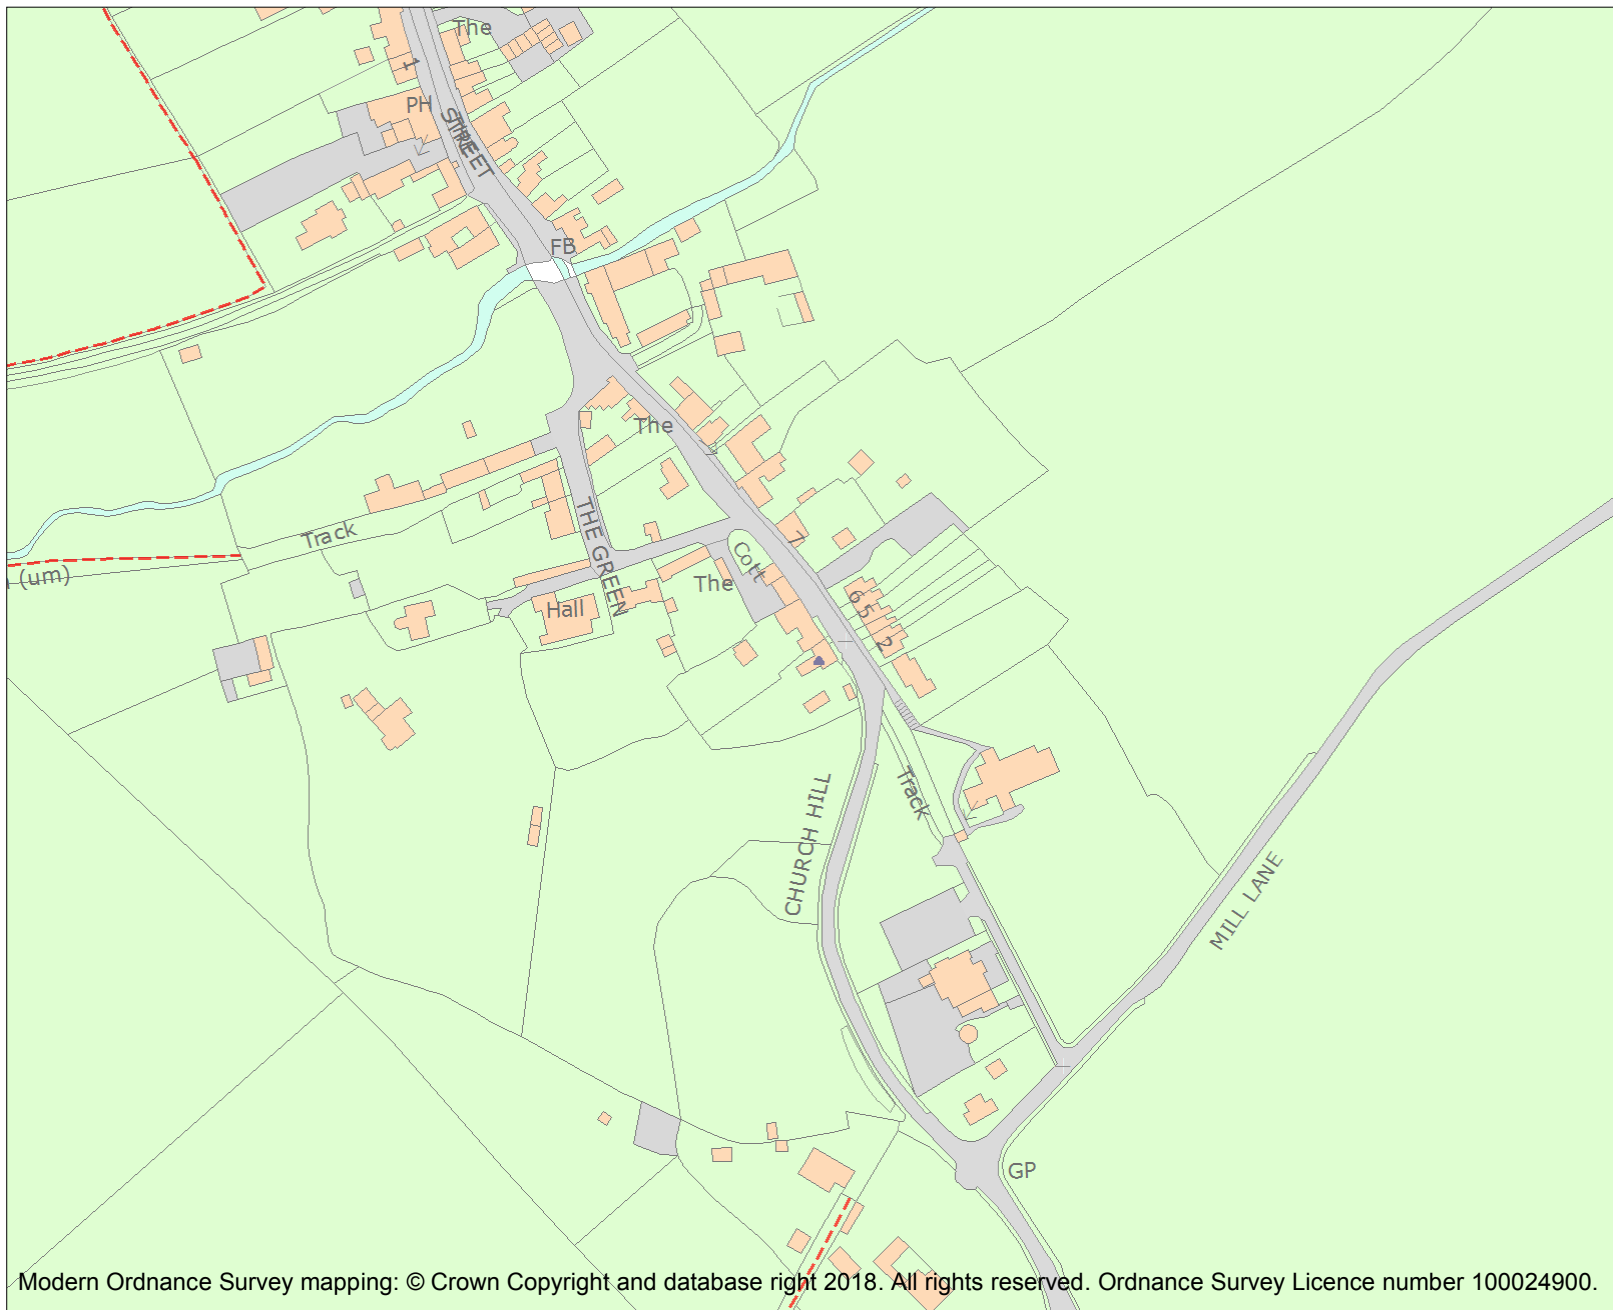 The
1
PH
THE
STREET
FB
The
Track
THE GREEN
7
Cott
The
n (um)
Hall
6
5
2
Track
CHURCH HILL
MILL LANE
GP
Modern Ordnance Survey mapping: © Crown Copyright and database right 2018. All rights reserved. Ordnance Survey Licence number 100024900.